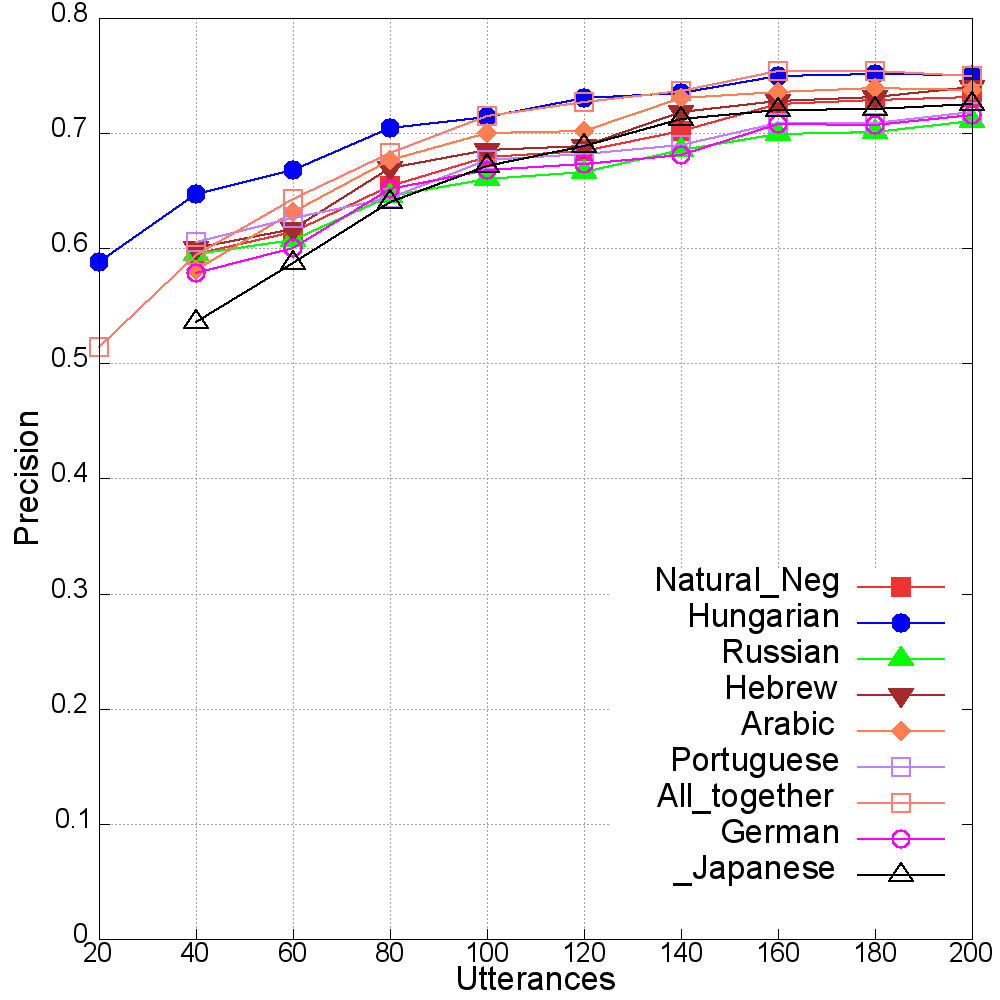 0.8
0.7
0.6
0.5
0.4
0.3
0.2
0.1
0
Precision
Natural_Neg
Hungarian
Russian
Hebrew
Arabic
Portuguese
All_together
German
_Japanese
20 40 60 80 100 120 140 160 180 200
Utterances